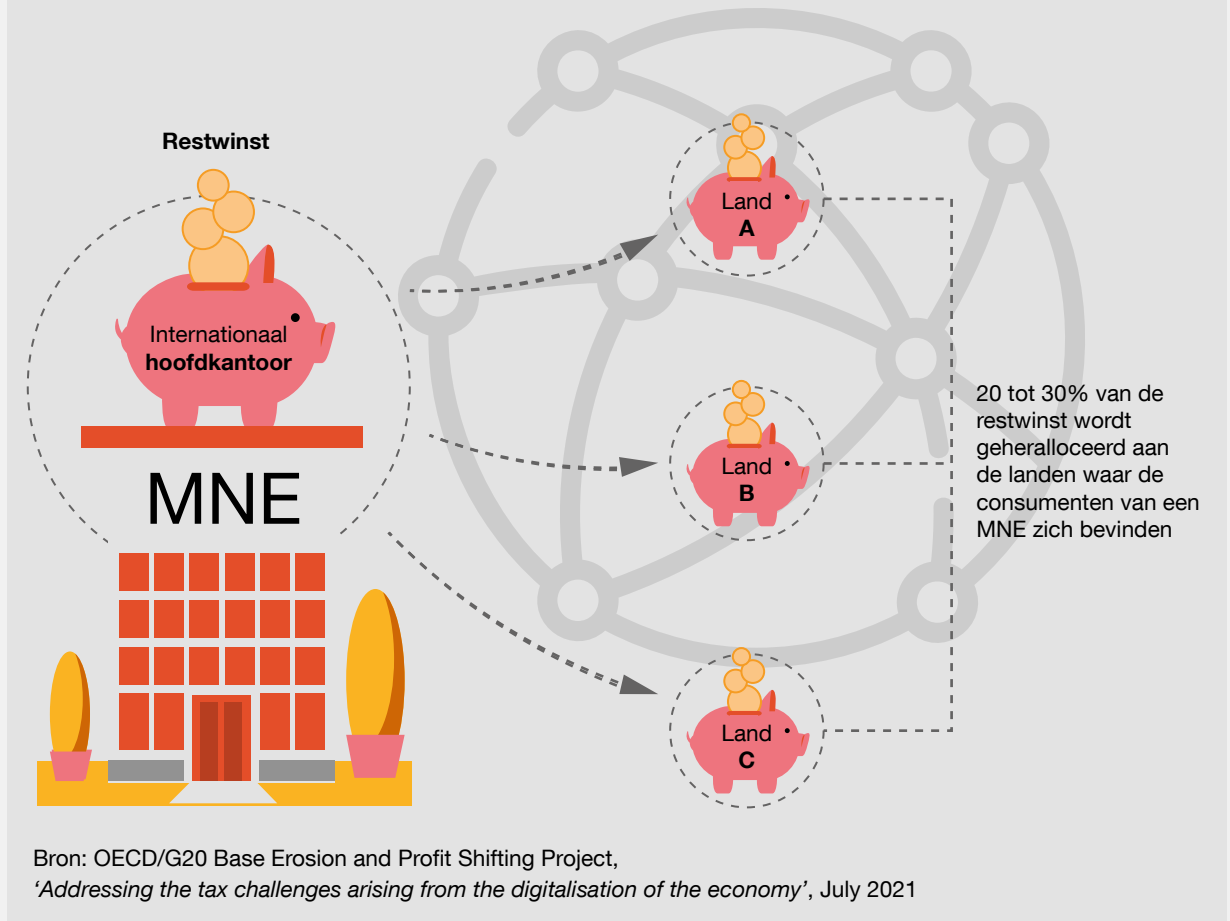 Restwinst
Internationaal
hoofdkantoor
MNE
Land
A
Land
B
Land
C
20 tot 30% van de
restwinst wordt
geheralloceerd aan
de landen waar de
consumenten van een
MNE zich bevinden
Bron: OECD/G20 Base Erosion and Profit Shifting Project,
‘Addressing the tax challenges arising from the digitalisation of the economy’, July 2021